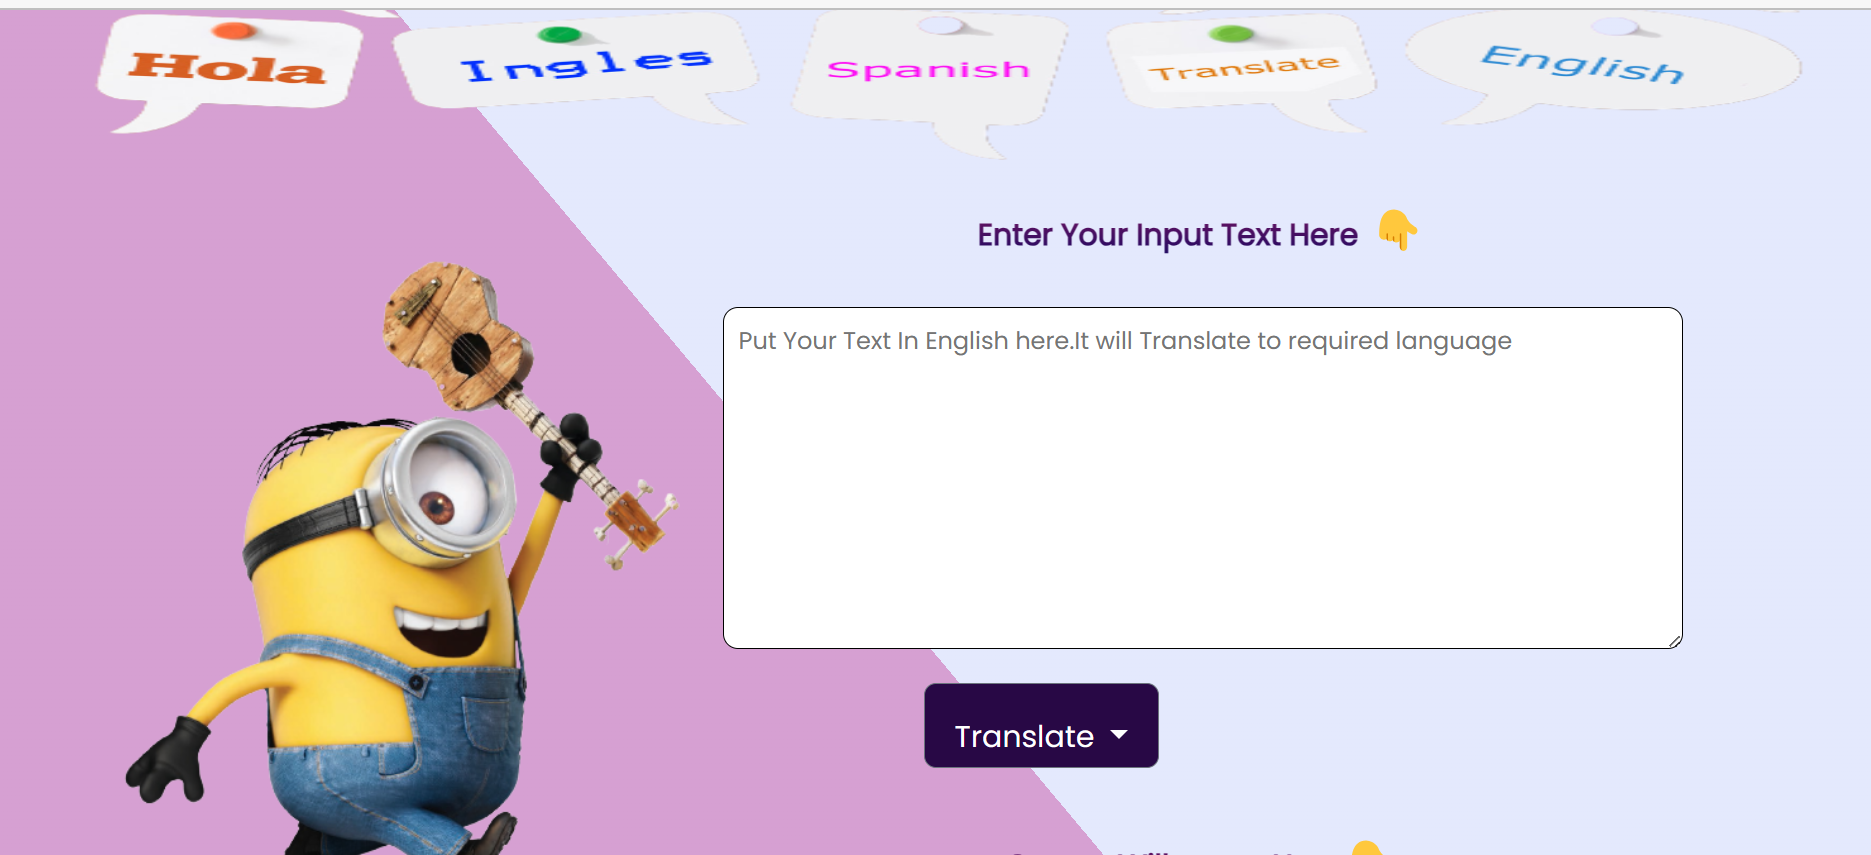 Hola
Ingles
Spanish
Translate
English
Enter Your Input Text Here
Put Your Text In English here.It will Translate to required language
Translate